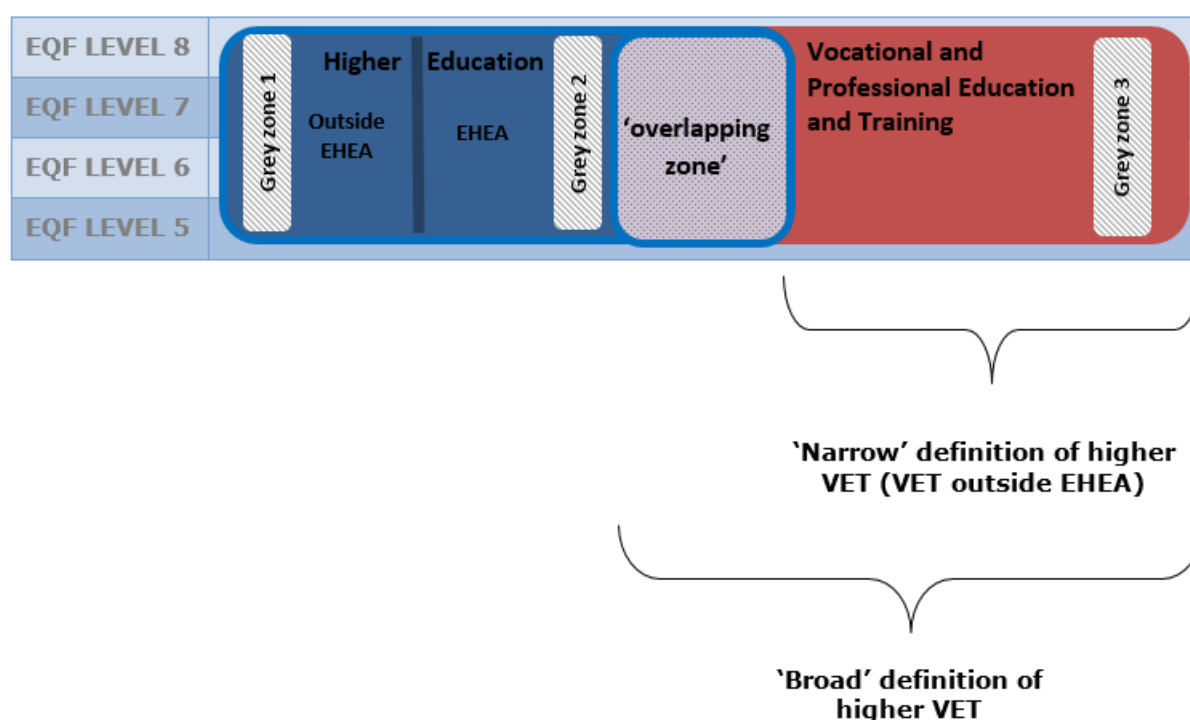 EQF LEVEL 8
EQF LEVEL 7
EQF LEVEL 6
EQF LEVEL 5
Grey zone 1
Higher
Outside
EHEA
Education
EHEA
Grey zone 2
‘overlapping
zone’
Vocational and
Professional Education
and Training
Grey zone 3
‘Narrow’ definition of higher
VET (VET outside EHEA)
‘Broad’ definition of
higher VET